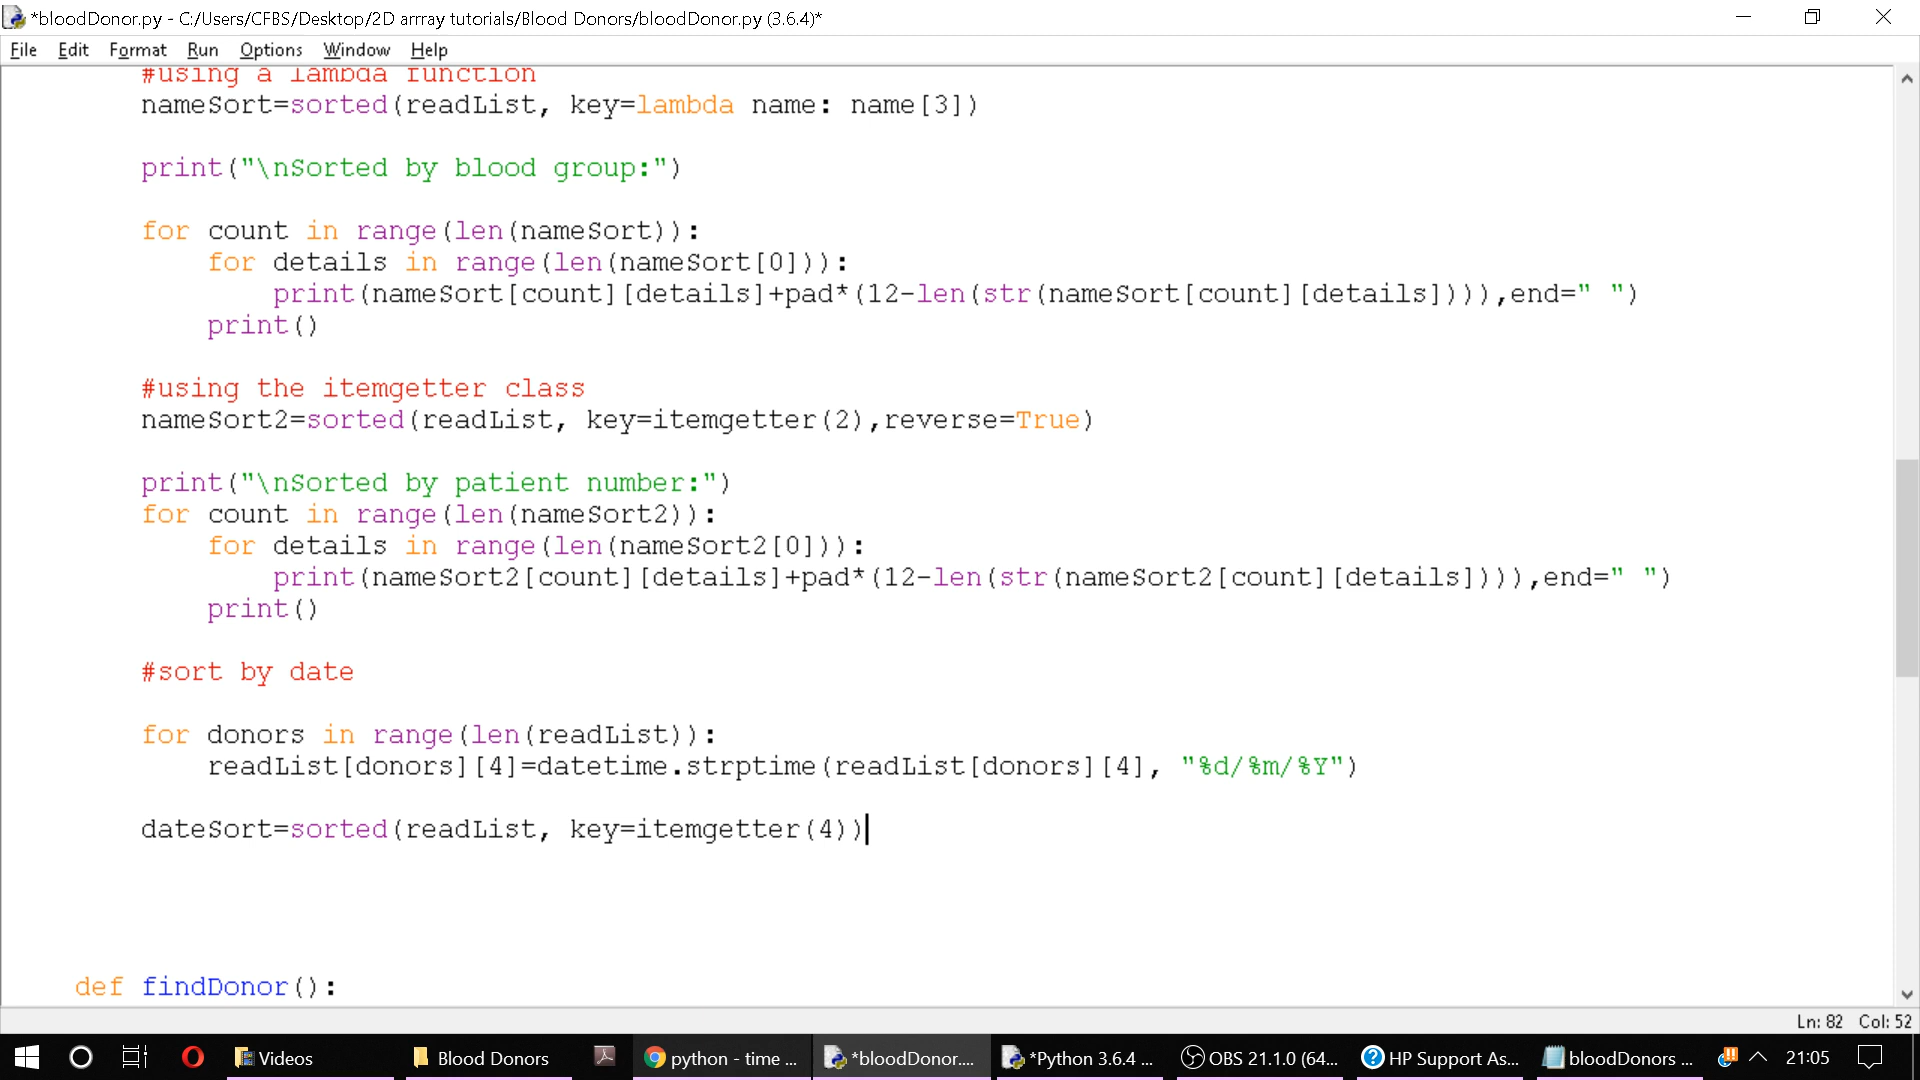 *bloodDonor.py - C:/Users/CFBS/Desktop/2D arrray tutorials/Blood Donors/bloodDonor.py (3.6.4)*
File Edit Format Run Options Window Help
#using a lambda function
nameSort=sorted(readList, key=lambda name: name[3])
print("\nSorted by blood group:")
for count in range(len(nameSort)):
for details in range(len(nameSort[0])):
print(nameSort[count][details]+pad*(12-len(str(nameSort[count][details]))),end=" ")
print()
#using the itemgetter class
nameSort2=sorted(readList, key=itemgetter(2),reverse=True)
print("\nSorted by patient number:")
for count in range(len(nameSort2)):
for details in range(len(nameSort2[0])):
print(nameSort2[count][details]+pad*(12-len(str(nameSort2[count][details]))),end=" ")
print()
#sort by date
for donors in range(len(readList)):
readList[donors][4]=datetime.strptime(readList[donors][4], "%d/%m/%Y")
dateSort=sorted(readList, key=itemgetter(4))
def findDonor():
Ln: 82 Col: 52
Videos Blood Donors python - time ... *bloodDonor.... *Python 3.6.4 ... OBS 21.1.0 (64... HP Support As... bloodDonors ... 21:05